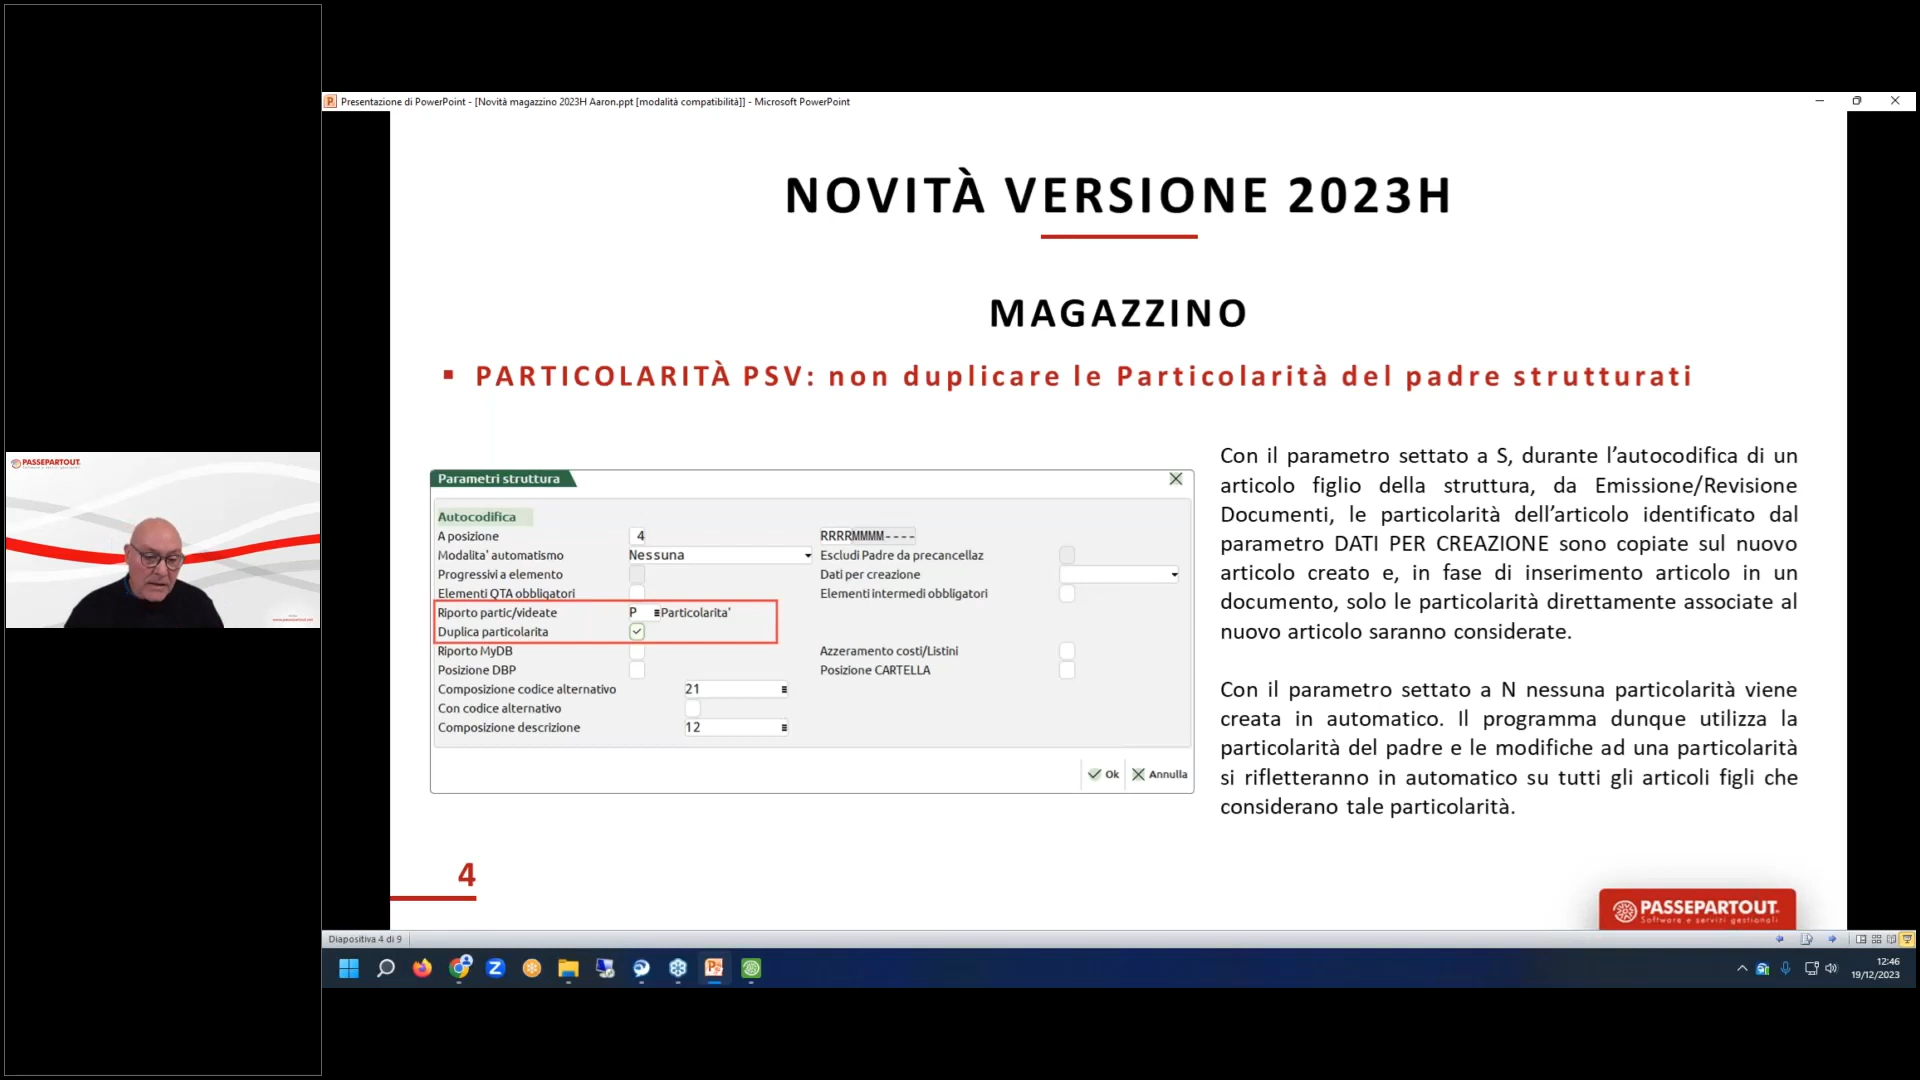 Presentazione di PowerPoint - [Novità magazzino 2023H Aaron.ppt [modalità compatibilità]] - Microsoft PowerPoint
NOVITÀ VERSIONE 2023H
MAGAZZINO
▪ PARTICOLARITÀ PSV: non duplicare le Particolarità del padre strutturati
Parametri struttura
Autocodifica
A posizione 4 RRRRMMMM----
Modalita' automatismo Nessuna Escludi Padre da precancellaz
Progressivi a elemento Dati per creazione
Elementi QTA obbligatori Elementi intermedi obbligatori
Riporto partic/videate P Particolarita'
Duplica particolarita
Riporto MyDB Azzeramento costi/Listini
Posizione DBP Posizione CARTELLA
Composizione codice alternativo 21
Con codice alternativo
Composizione descrizione 12
Ok Annulla
Con il parametro settato a S, durante l’autocodifica di un
articolo figlio della struttura, da Emissione/Revisione
Documenti, le particolarità dell’articolo identificato dal
parametro DATI PER CREAZIONE sono copiate sul nuovo
articolo creato e, in fase di inserimento articolo in un
documento, solo le particolarità direttamente associate al
nuovo articolo saranno considerate.
Con il parametro settato a N nessuna particolarità viene
creata in automatico. Il programma dunque utilizza la
particolarità del padre e le modifiche ad una particolarità
si rifletteranno in automatico su tutti gli articoli figli che
considerano tale particolarità.
4
PASSEPARTOUT
Software e servizi gestionali
PASSEPARTOUT
Diapositiva 4 di 9
12:46
19/12/2023